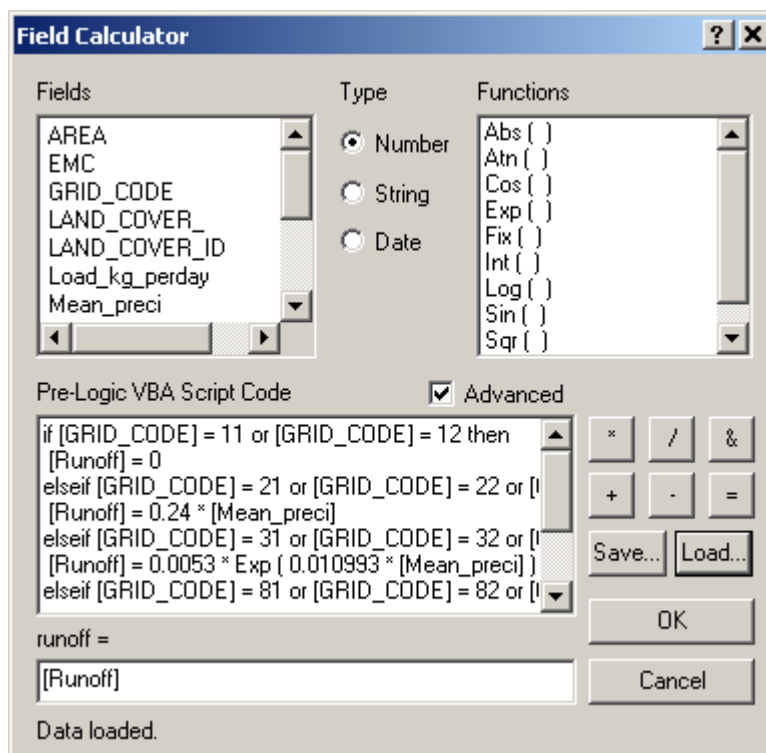 Field Calculator
Fields
Type
Functions
AREA
EMC
GRID_CODE
LAND_COVER_
LAND_COVER_ID
Load_kg_perday
Mean_preci
Number
String
Date
Abs ( )
Atn ( )
Cos ( )
Exp ( )
Fix ( )
Int ( )
Log ( )
Sin ( )
Sqr ( )
Pre-Logic VBA Script Code
Advanced
if [GRID_CODE] = 11 or [GRID_CODE] = 12 then
[Runoff] = 0
elseif [GRID_CODE] = 21 or [GRID_CODE] = 22 or [
[Runoff] = 0.24 * [Mean_preci]
elseif [GRID_CODE] = 31 or [GRID_CODE] = 32 or [
[Runoff] = 0.0053 * Exp ( 0.010993 * [Mean_preci] )
elseif [GRID_CODE] = 81 or [GRID_CODE] = 82 or [
* / &
+ - =
Save... Load...
OK
runoff =
[Runoff]
Cancel
Data loaded.